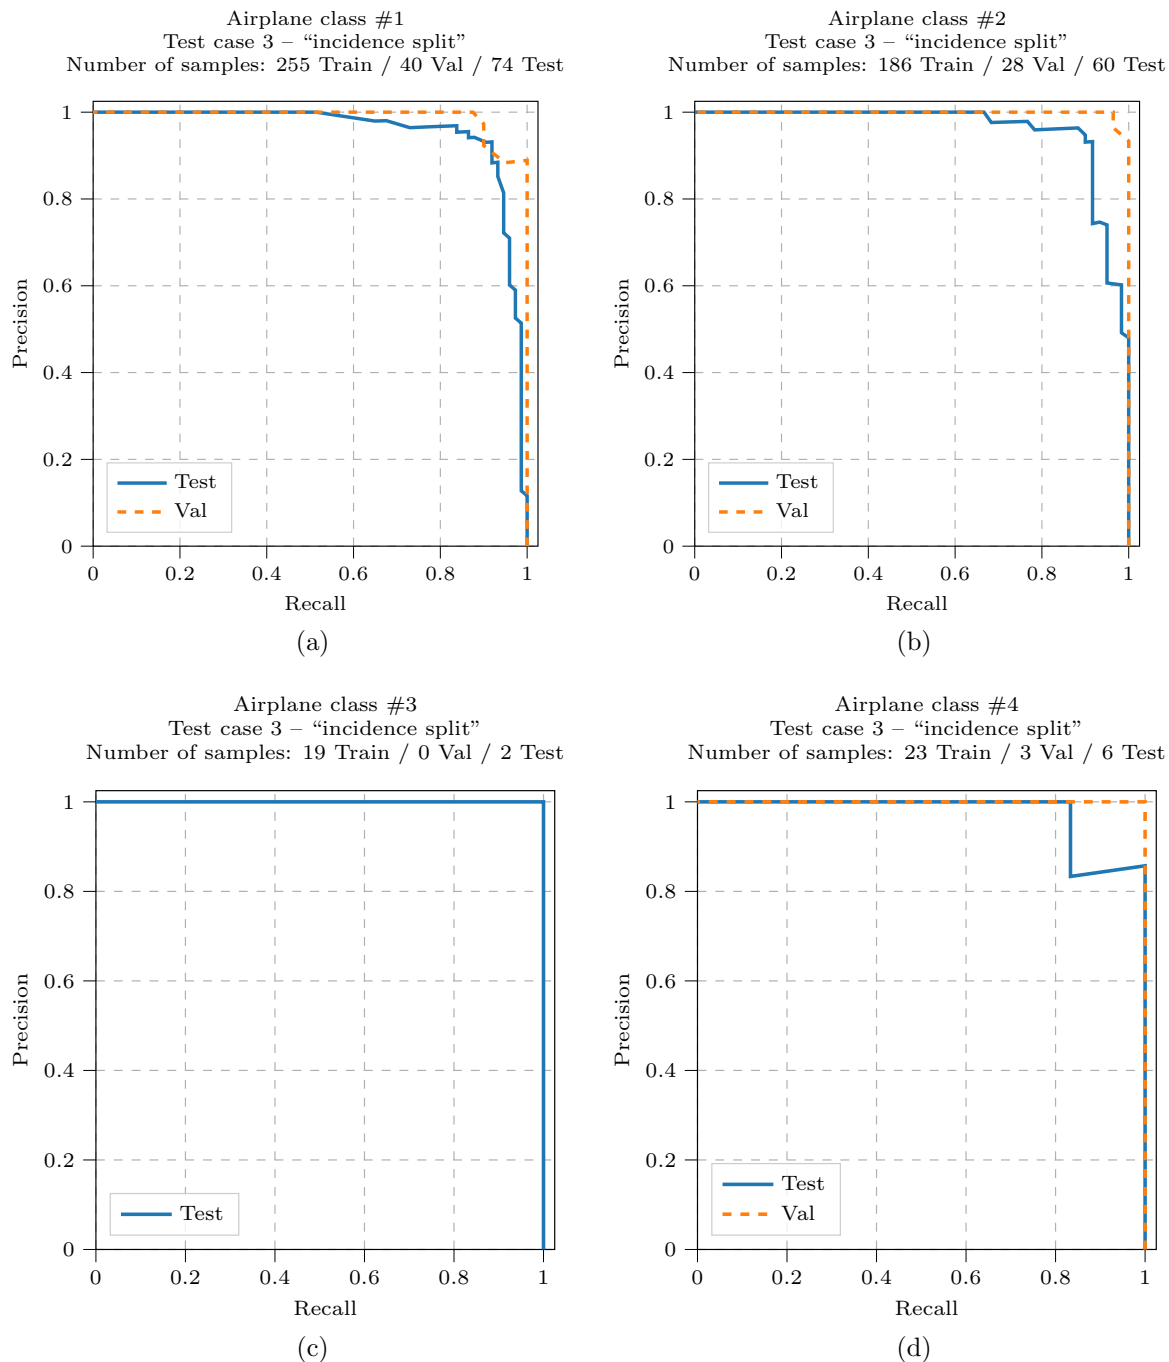 Airplane class #1
Test case 3 – “incidence split”
Number of samples: 255 Train / 40 Val / 74 Test
1
0.8
0.6
0.4
0.2
0
Precision
Test
Val
0 0.2 0.4 0.6 0.8 1
Recall
(a)
Airplane class #2
Test case 3 – “incidence split”
Number of samples: 186 Train / 28 Val / 60 Test
1
0.8
0.6
0.4
0.2
0
Precision
Test
Val
0 0.2 0.4 0.6 0.8 1
Recall
(b)
Airplane class #3
Test case 3 – “incidence split”
Number of samples: 19 Train / 0 Val / 2 Test
1
0.8
0.6
0.4
0.2
0
Precision
Test
0 0.2 0.4 0.6 0.8 1
Recall
(c)
Airplane class #4
Test case 3 – “incidence split”
Number of samples: 23 Train / 3 Val / 6 Test
1
0.8
0.6
0.4
0.2
0
Precision
Test
Val
0 0.2 0.4 0.6 0.8 1
Recall
(d)